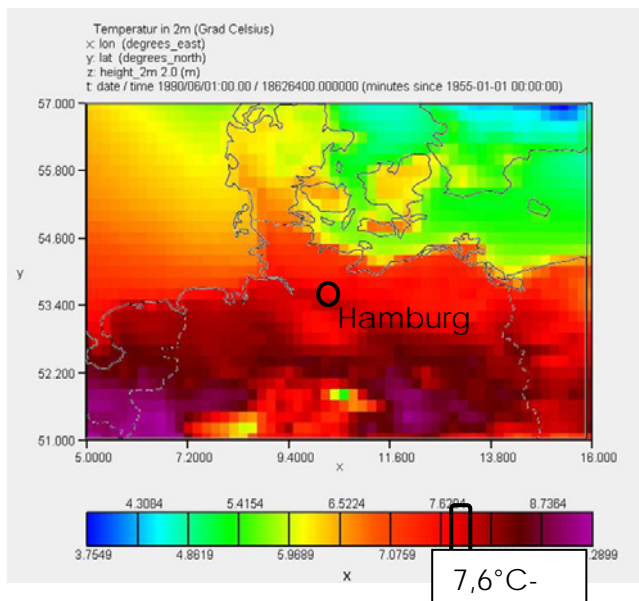 Temperatur in 2m (Grad Celsius)
x: lon (degrees_east)
y: lat (degrees_north)
z: height_2m 2.0 (m)
t: date / time 1990/06/01:00.00 / 18626400.000000 (minutes since 1955-01-01 00:00:00)
57.000
55.800
54.600
y
53.400
Hamburg
52.200
51.000
5.0000 7.2000 9.4000 11.600 13.800 16.000
x
4.3084 5.4154 6.5224 8.7364
3.7549 4.8619 5.9689 7.0759 .2899
x
7,6°C-